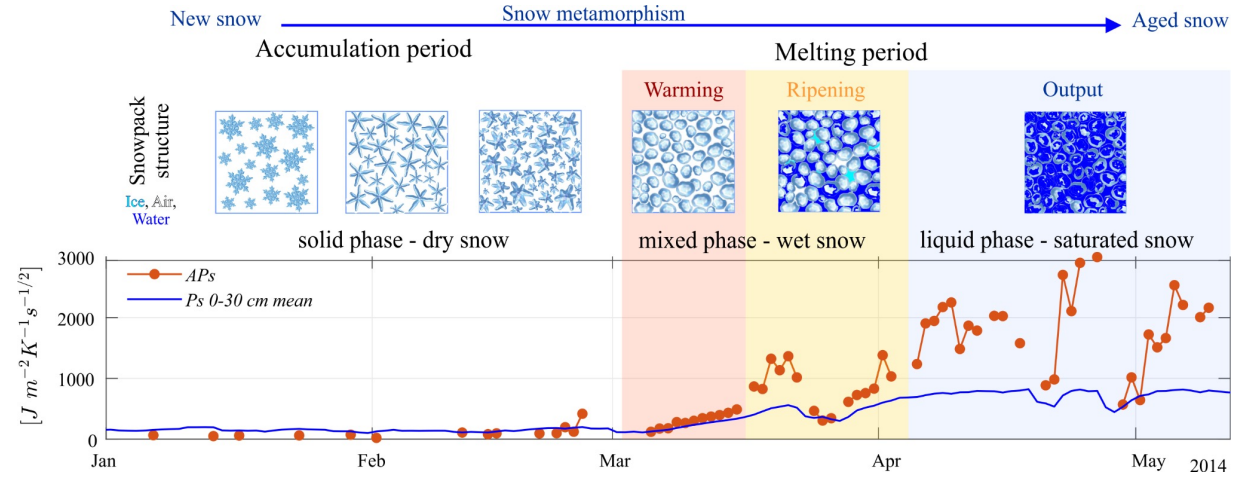 New snow
Snow metamorphism
Aged snow
Accumulation period
Melting period
Warming
Ripening
Output
Snowpack
structure
Ice, Air,
Water
solid phase - dry snow
mixed phase - wet snow
liquid phase - saturated snow
[J m⁻² K⁻¹ s⁻¹ᐟ²]
3000
2000
1000
0
APs
Ps 0-30 cm mean
Jan
Feb
Mar
Apr
May
2014